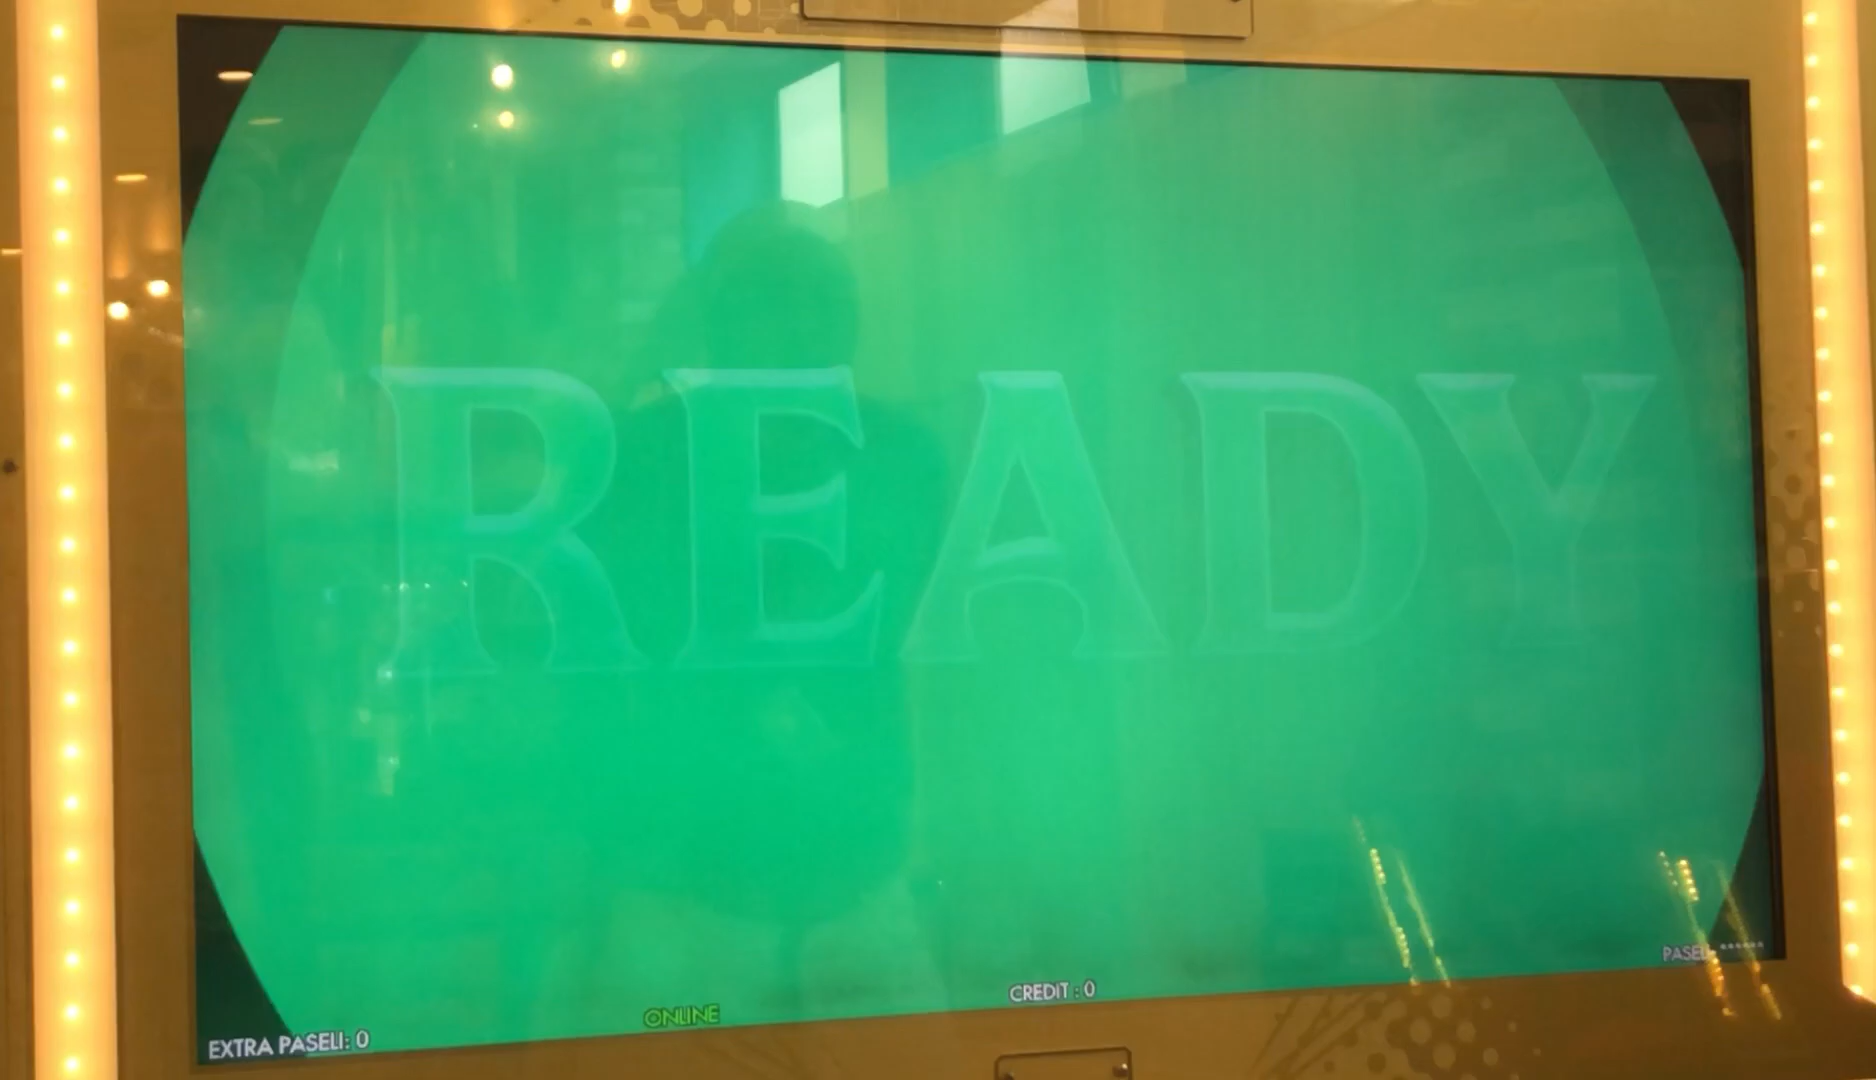 READY
EXTRA PASELI: 0
ONLINE
CREDIT : 0
PASELI: ******